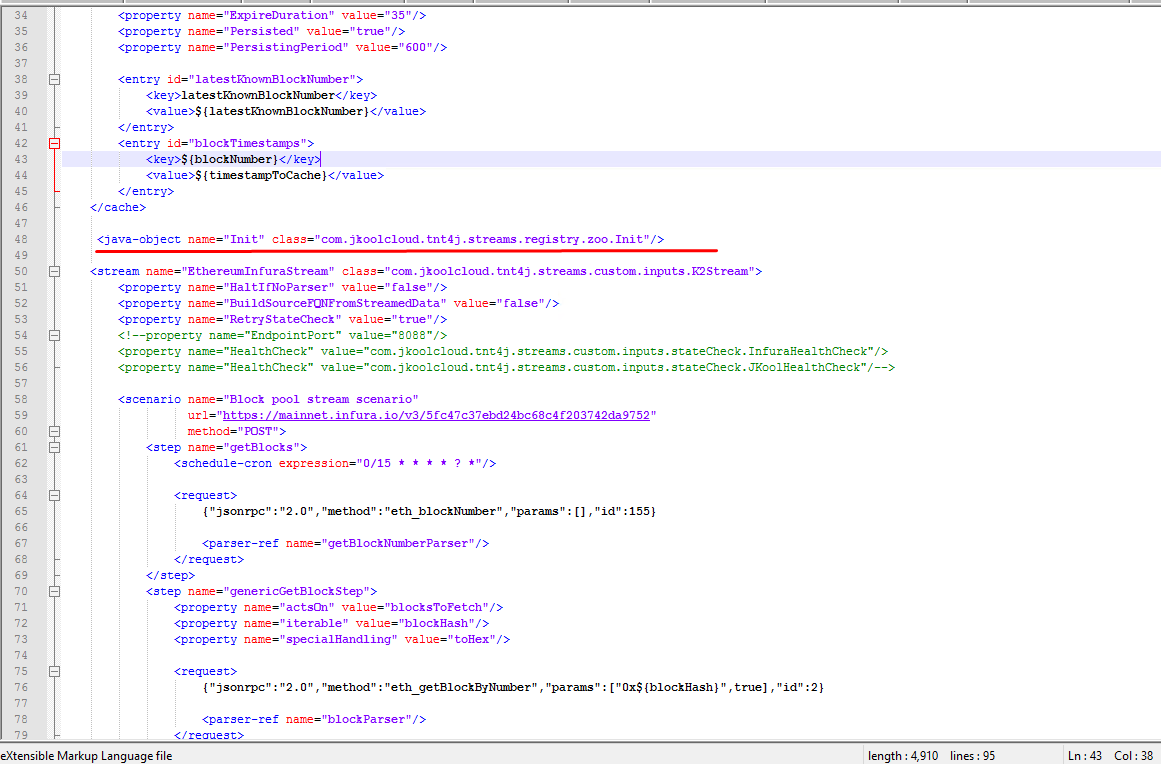 34 <property name="ExpireDuration" value="35"/>
35 <property name="Persisted" value="true"/>
36 <property name="PersistingPeriod" value="600"/>
37
38 <entry id="latestKnownBlockNumber">
39 <key>latestKnownBlockNumber</key>
40 <value>${latestKnownBlockNumber}</value>
41 </entry>
42 <entry id="blockTimestamps">
43 <key>${blockNumber}</key>
44 <value>${timestampToCache}</value>
45 </entry>
46 </cache>
47
48 <java-object name="Init" class="com.jkoolcloud.tnt4j.streams.registry.zoo.Init"/>
49
50 <stream name="EthereumInfuraStream" class="com.jkoolcloud.tnt4j.streams.custom.inputs.K2Stream">
51 <property name="HaltIfNoParser" value="false"/>
52 <property name="BuildSourceFQNFromStreamedData" value="false"/>
53 <property name="RetryStateCheck" value="true"/>
54 <!--property name="EndpointPort" value="8088"/>
55 <property name="HealthCheck" value="com.jkoolcloud.tnt4j.streams.custom.inputs.stateCheck.InfuraHealthCheck"/>
56 <property name="HealthCheck" value="com.jkoolcloud.tnt4j.streams.custom.inputs.stateCheck.JKoolHealthCheck"/-->
57
58 <scenario name="Block pool stream scenario"
59 url="https://mainnet.infura.io/v3/5fc47c37ebd24bc68c4f203742da9752"
60 method="POST">
61 <step name="getBlocks">
62 <schedule-cron expression="0/15 * * * * ? *"/>
63
64 <request>
65 {"jsonrpc":"2.0","method":"eth_blockNumber","params":[],"id":155}
66
67 <parser-ref name="getBlockNumberParser"/>
68 </request>
69 </step>
70 <step name="genericGetBlockStep">
71 <property name="actsOn" value="blocksToFetch"/>
72 <property name="iterable" value="blockHash"/>
73 <property name="specialHandling" value="toHex"/>
74
75 <request>
76 {"jsonrpc":"2.0","method":"eth_getBlockByNumber","params":["0x${blockHash}",true],"id":2}
77
78 <parser-ref name="blockParser"/>
79 </request>
eXtensible Markup Language file length : 4,910 lines : 95 Ln : 43 Col : 38